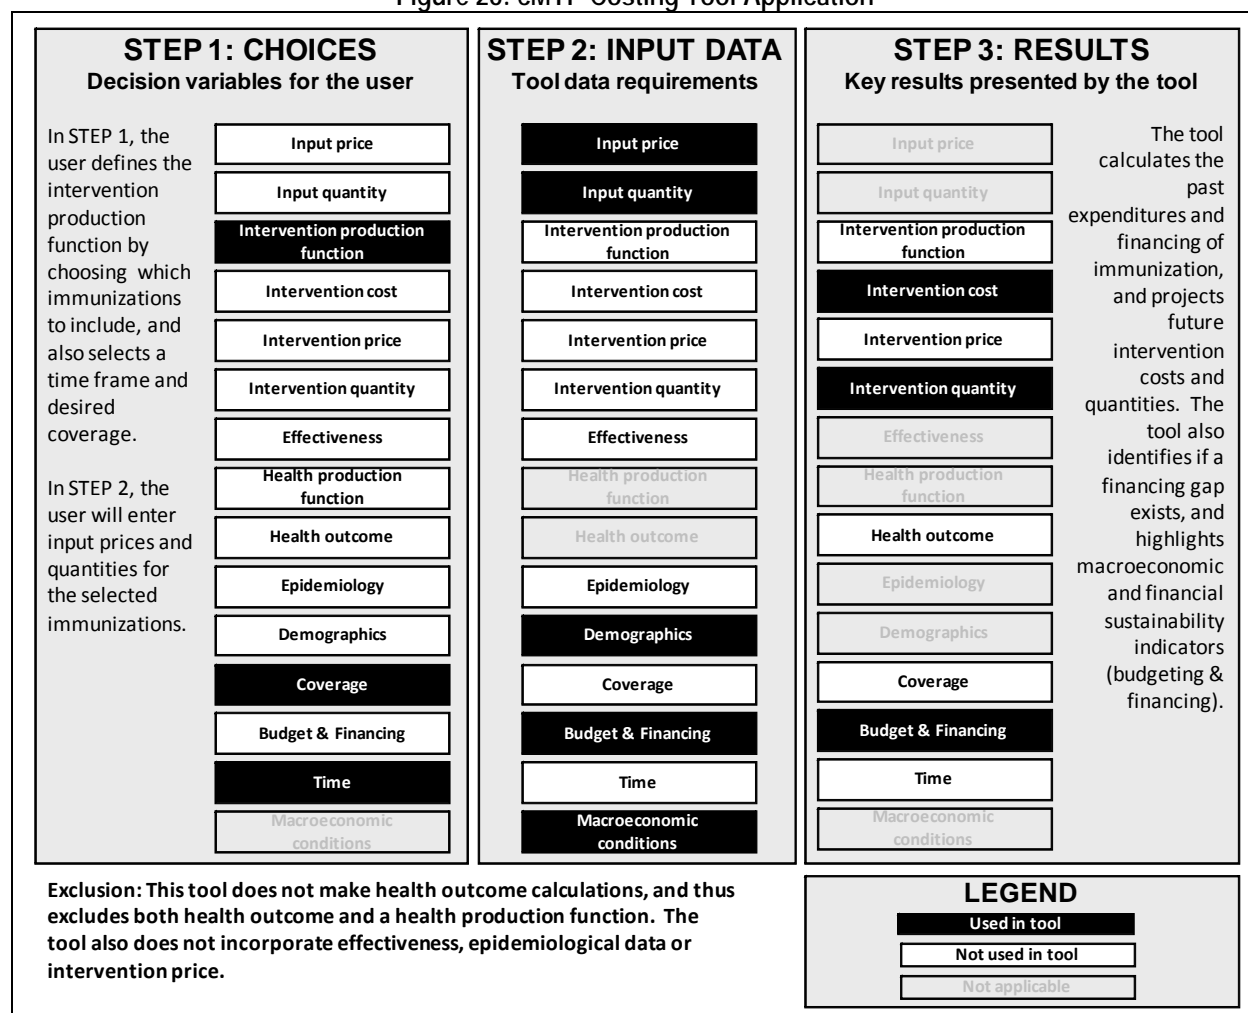 STEP 1: CHOICES
Decision variables for the user
In STEP 1, the
user defines the
intervention
production
function by
choosing which
immunizations
to include, and
also selects a
time frame and
desired
coverage.
In STEP 2, the
user will enter
input prices and
quantities for
the selected
immunizations.
Input price
Input quantity
Intervention production
function
Intervention cost
Intervention price
Intervention quantity
Effectiveness
Health production
function
Health outcome
Epidemiology
Demographics
Coverage
Budget & Financing
Time
Macroeconomic
conditions
STEP 2: INPUT DATA
Tool data requirements
Input price
Input quantity
Intervention production
function
Intervention cost
Intervention price
Intervention quantity
Effectiveness
Health production
function
Health outcome
Epidemiology
Demographics
Coverage
Budget & Financing
Time
Macroeconomic
conditions
STEP 3: RESULTS
Key results presented by the tool
Input price
Input quantity
Intervention production
function
Intervention cost
Intervention price
Intervention quantity
Effectiveness
Health production
function
Health outcome
Epidemiology
Demographics
Coverage
Budget & Financing
Time
Macroeconomic
conditions
The tool
calculates the
past
expenditures and
financing of
immunization,
and projects
future
intervention
costs and
quantities. The
tool also
identifies if a
financing gap
exists, and
highlights
macroeconomic
and financial
sustainability
indicators
(budgeting &
financing).
Exclusion: This tool does not make health outcome calculations, and thus
excludes both health outcome and a health production function. The
tool also does not incorporate effectiveness, epidemiological data or
intervention price.
LEGEND
Used in tool
Not used in tool
Not applicable